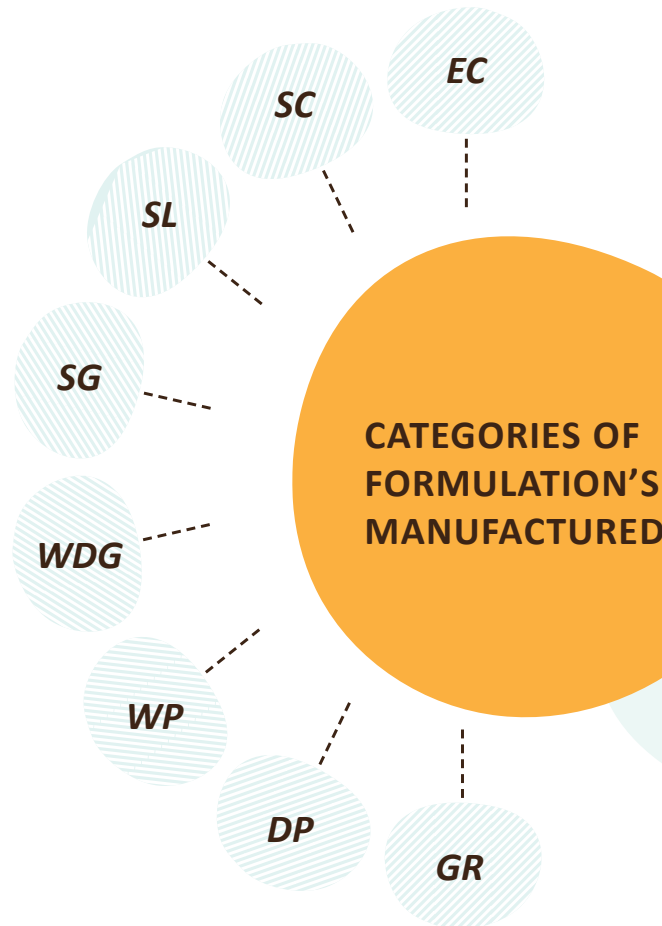 EC
SC
SL
SG
WDG
WP
DP
GR
CATEGORIES OF
FORMULATION’S
MANUFACTURED